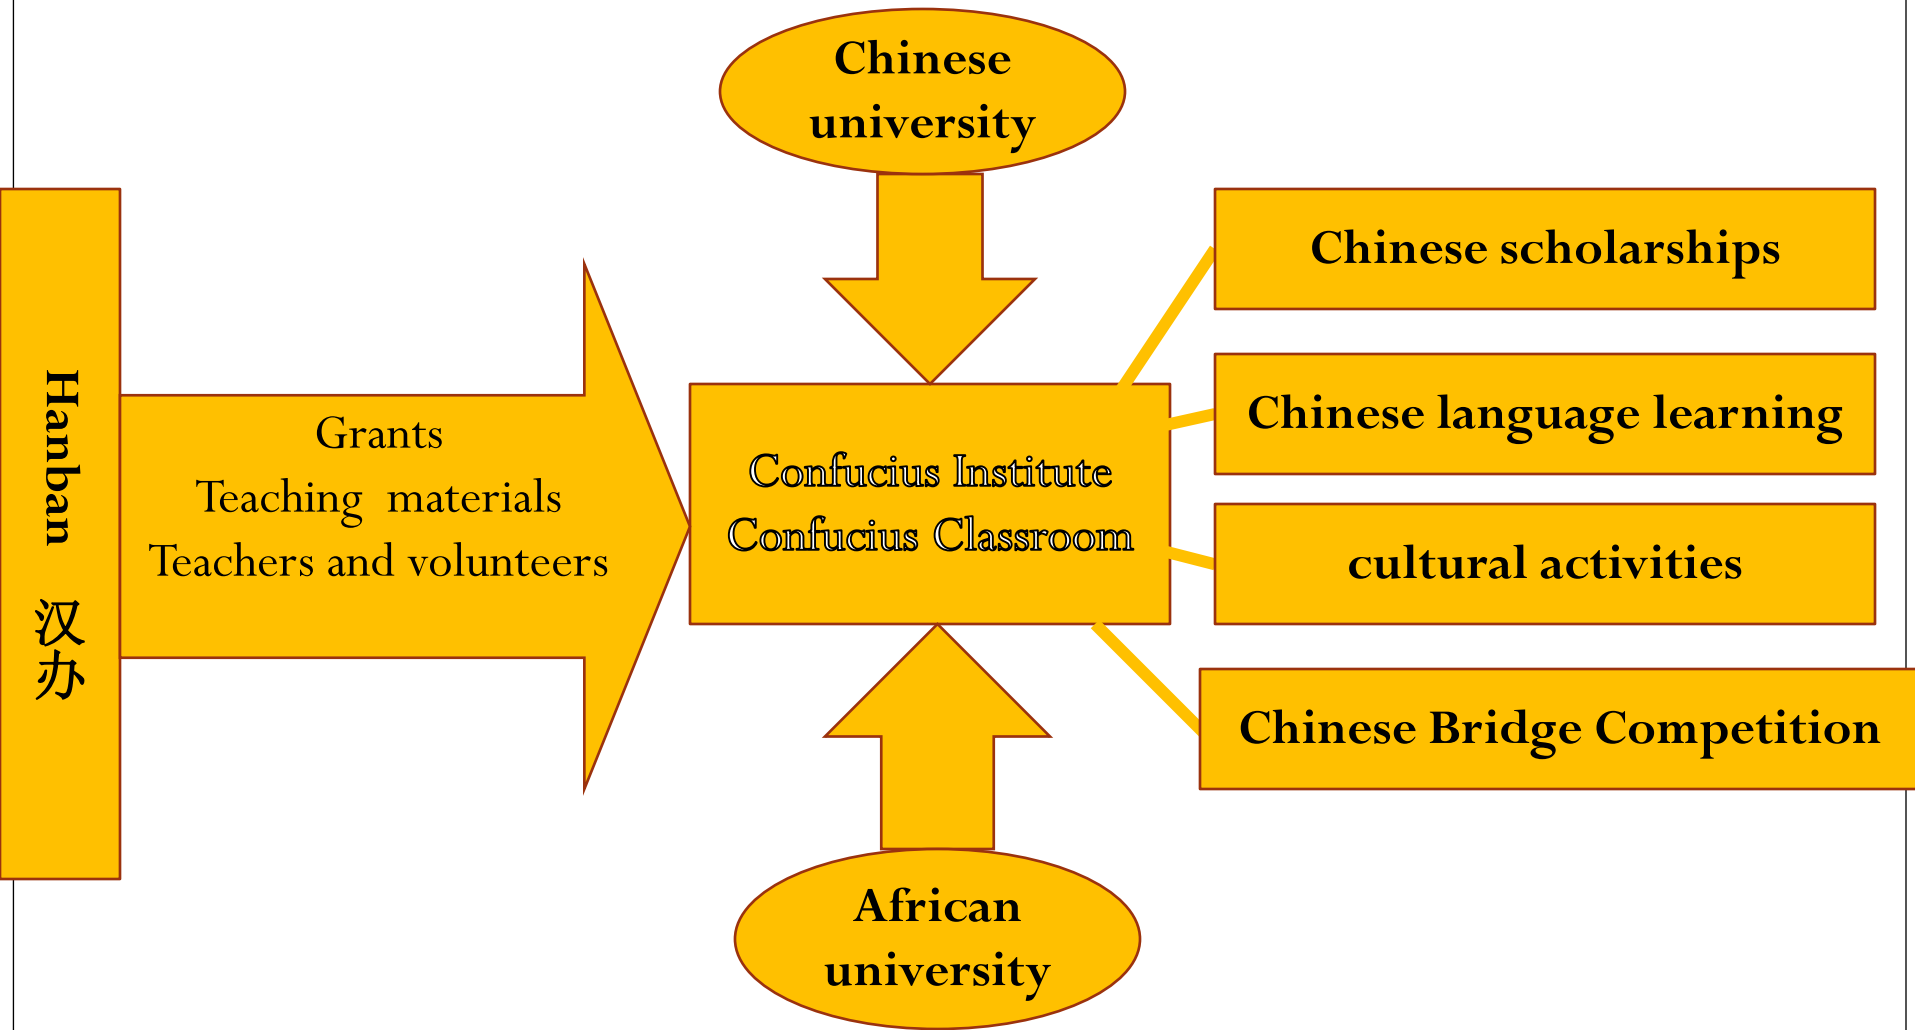 Chinese
university
Hanban 汉办
Grants
Teaching materials
Teachers and volunteers
Confucius Institute
Confucius Classroom
Chinese scholarships
Chinese language learning
cultural activities
Chinese Bridge Competition
African
university